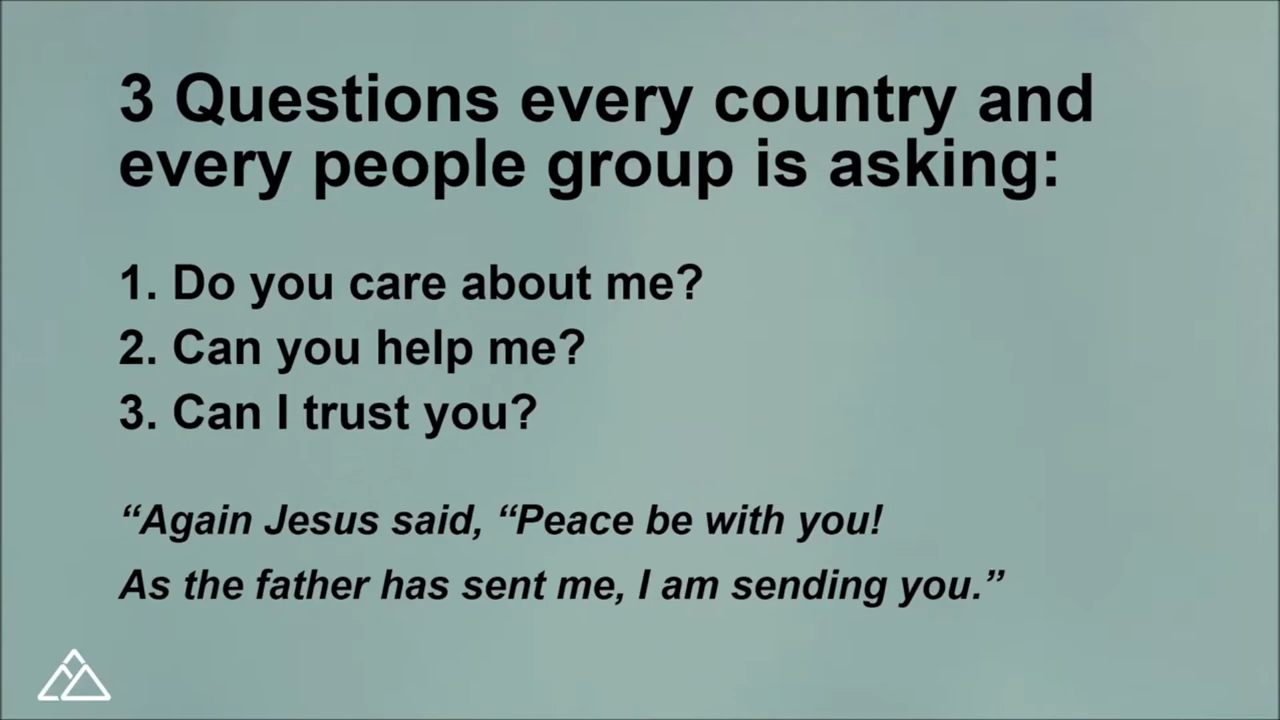 3 Questions every country and
every people group is asking:
1. Do you care about me?
2. Can you help me?
3. Can I trust you?
“Again Jesus said, “Peace be with you!
As the father has sent me, I am sending you.”